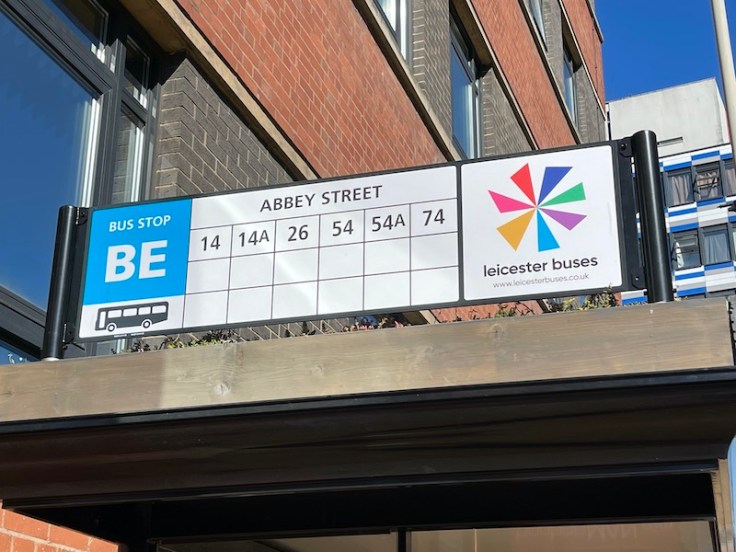 BUS STOP
BE
ABBEY STREET
14 14A 26 54 54A 74
leicester buses
www.leicesterbuses.co.uk